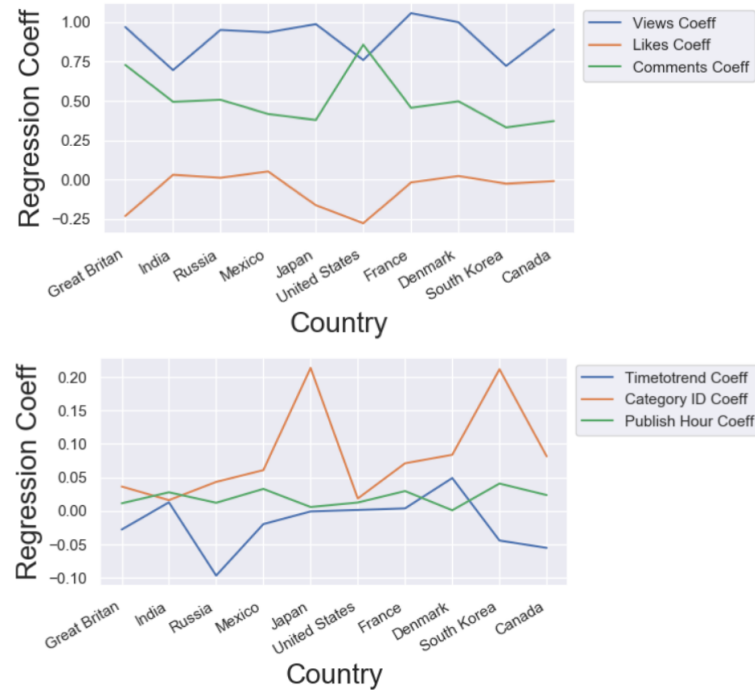 Regression Coeff
1.00
0.75
0.50
0.25
0.00
−0.25
Great Britan
India
Russia
Mexico
Japan
United States
France
Denmark
South Korea
Canada
Country
Views Coeff
Likes Coeff
Comments Coeff
Regression Coeff
0.20
0.15
0.10
0.05
0.00
−0.05
−0.10
Great Britan
India
Russia
Mexico
Japan
United States
France
Denmark
South Korea
Canada
Country
Timetotrend Coeff
Category ID Coeff
Publish Hour Coeff